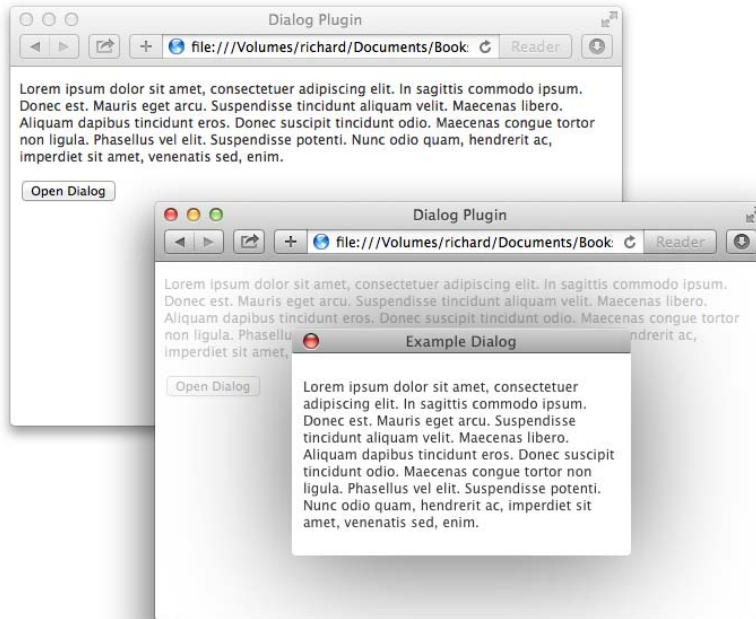 Dialog Plugin
file:///Volumes/richard/Documents/Book:
Reader
Lorem ipsum dolor sit amet, consectetuer adipiscing elit. In sagittis commodo ipsum.
Donec est. Mauris eget arcu. Suspendisse tincidunt aliquam velit. Maecenas libero.
Aliquam dapibus tincidunt eros. Donec suscipit tincidunt odio. Maecenas congue tortor
non ligula. Phasellus vel elit. Suspendisse potenti. Nunc odio quam, hendrerit ac,
imperdiet sit amet, venenatis sed, enim.
Open Dialog
Dialog Plugin
file:///Volumes/richard/Documents/Book:
Reader
Lorem ipsum dolor sit amet, consectetuer adipiscing elit. In sagittis commodo ipsum.
Donec est. Mauris eget arcu. Suspendisse tincidunt aliquam velit. Maecenas libero.
Aliquam dapibus tincidunt eros. Donec suscipit tincidunt odio. Maecenas congue tortor
non ligula. Phasellu ndrerit ac,
imperdiet sit amet,
Open Dialog
Example Dialog
Lorem ipsum dolor sit amet, consectetuer
adipiscing elit. In sagittis commodo ipsum.
Donec est. Mauris eget arcu. Suspendisse
tincidunt aliquam velit. Maecenas libero.
Aliquam dapibus tincidunt eros. Donec suscipit
tincidunt odio. Maecenas congue tortor non
ligula. Phasellus vel elit. Suspendisse potenti.
Nunc odio quam, hendrerit ac, imperdiet sit
amet, venenatis sed, enim.